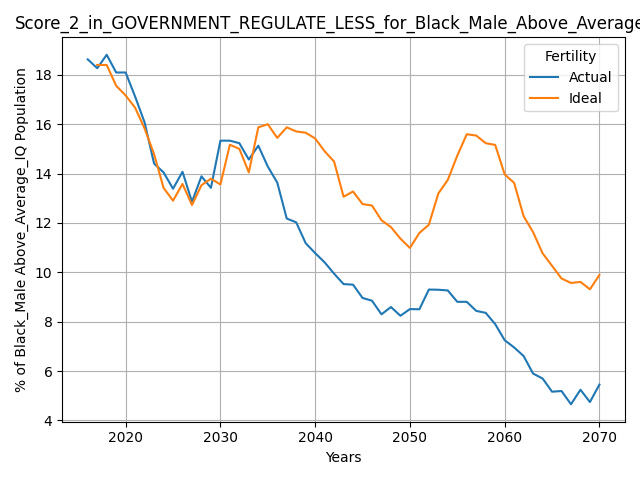 Score_2_in_GOVERNMENT_REGULATE_LESS_for_Black_Male_Above_Average
Fertility
Actual
Ideal
% of Black_Male Above_Average_IQ Population
18
16
14
12
10
8
6
4
2020 2030 2040 2050 2060 2070
Years